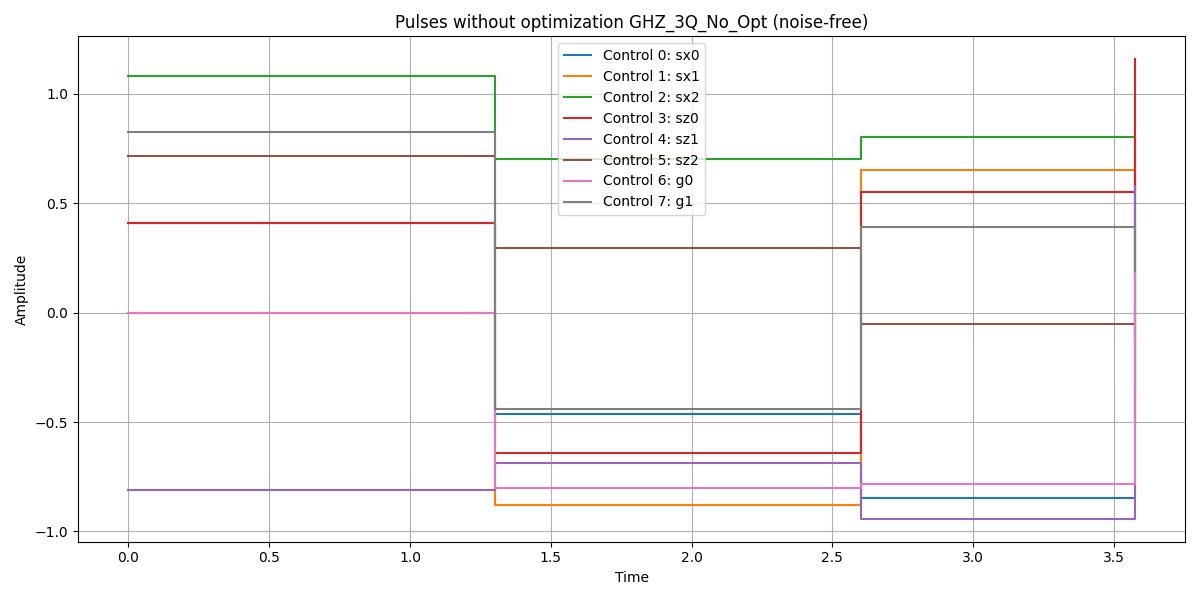 Pulses without optimization GHZ_3Q_No_Opt (noise-free)
Control 0: sx0
Control 1: sx1
Control 2: sx2
Control 3: sz0
Control 4: sz1
Control 5: sz2
Control 6: g0
Control 7: g1
Amplitude
1.0
0.5
0.0
−0.5
−1.0
0.0 0.5 1.0 1.5 2.0 2.5 3.0 3.5
Time